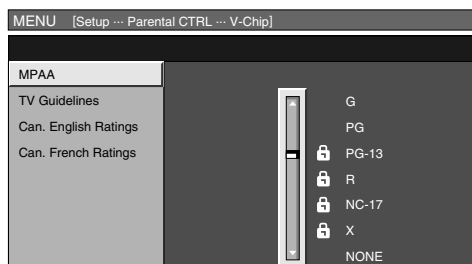 MENU [Setup ··· Parental CTRL ··· V-Chip]
MPAA
TV Guidelines
Can. English Ratings
Can. French Ratings
G
PG
PG-13
R
NC-17
X
NONE